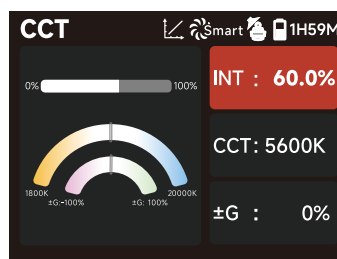 CCT Smart 1H59M
0% 100%
1800K 20000K
±G:-100% ±G: 100%
INT : 60.0%
CCT: 5600K
±G : 0%